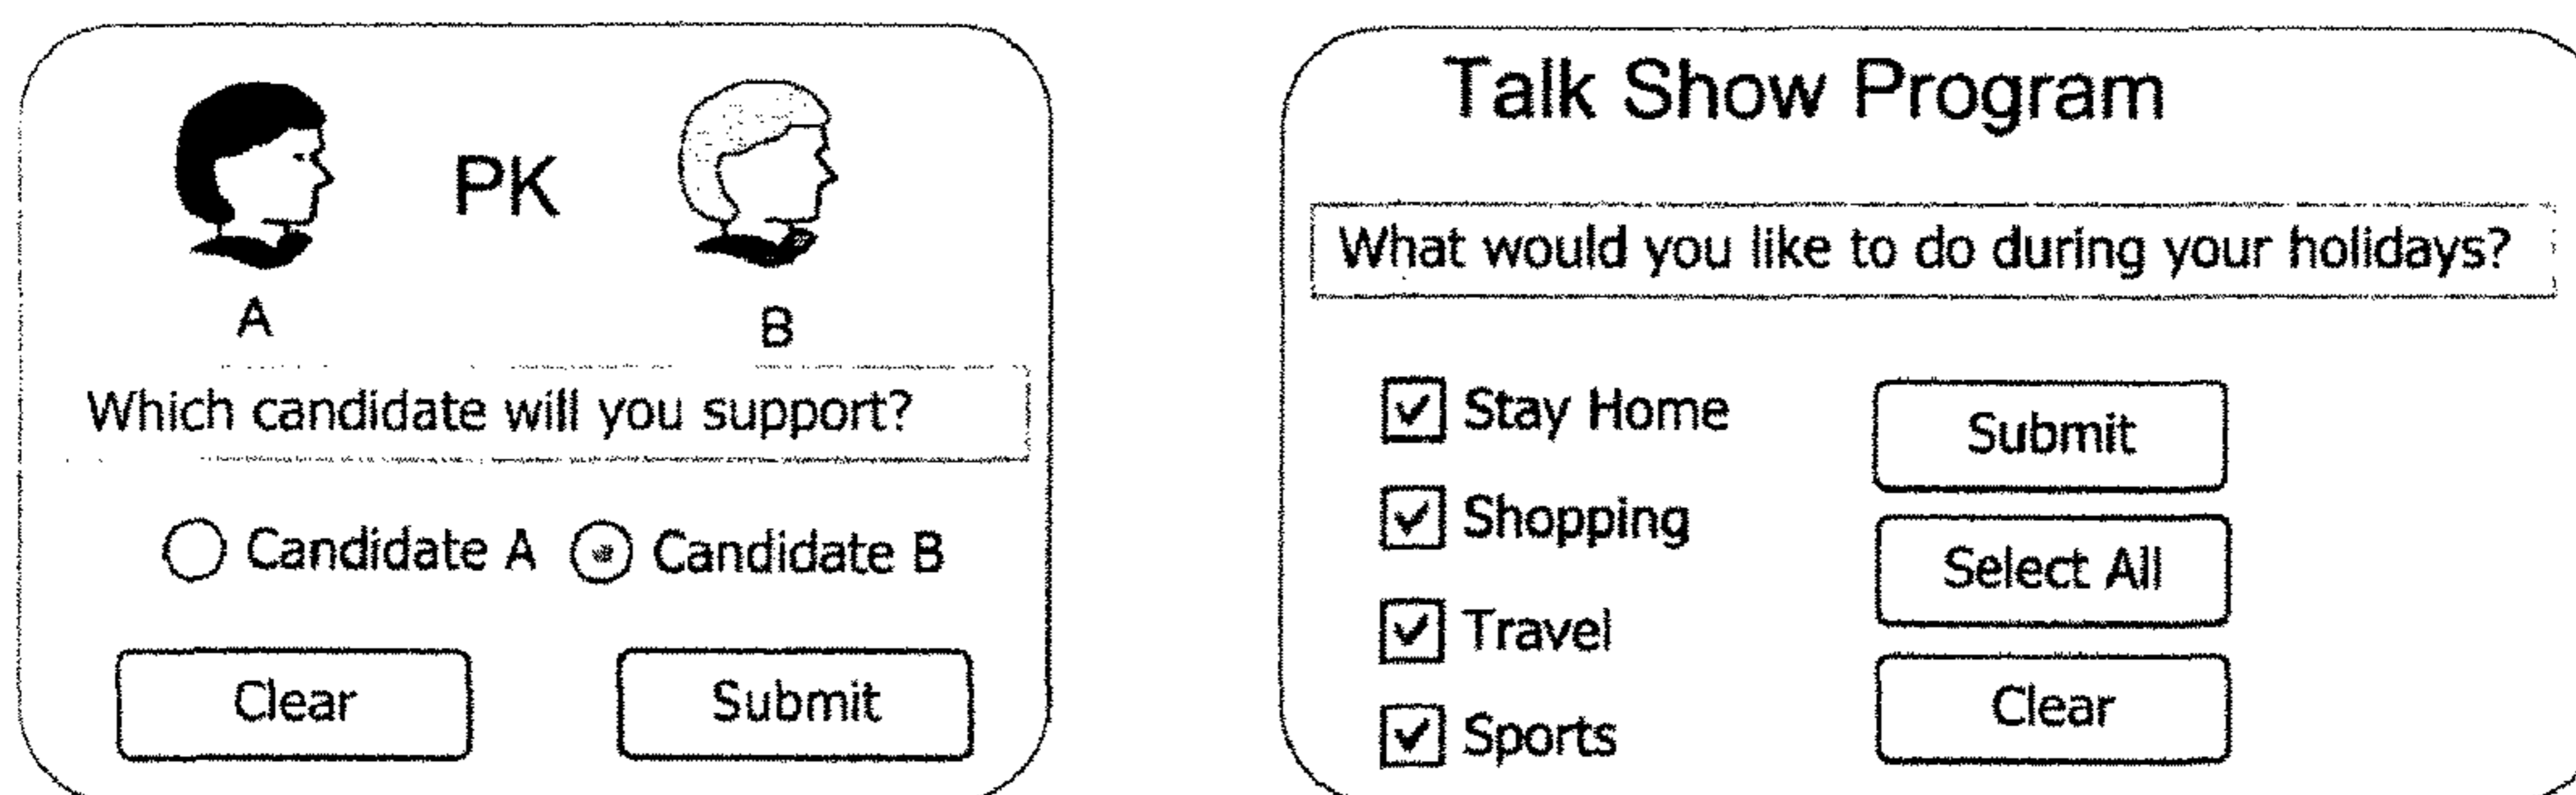 PK
A
B
Which candidate will you support?
Candidate A
Candidate B
Clear
Submit
Talk Show Program
What would you like to do during your holidays?
Stay Home
Shopping
Travel
Sports
Submit
Select All
Clear